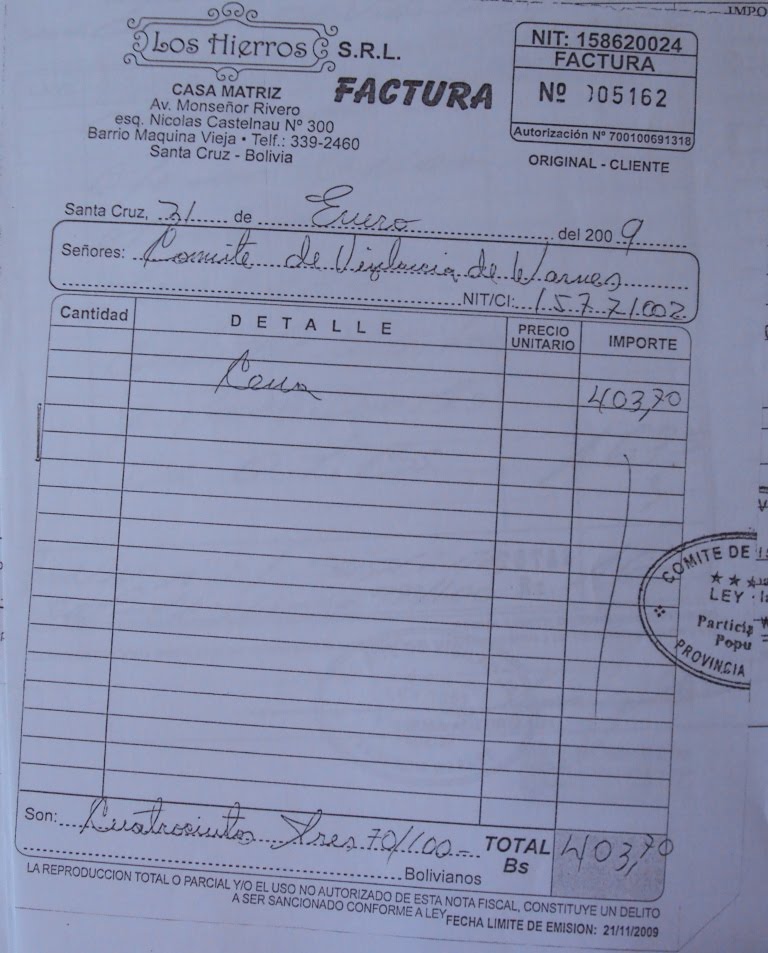 IMPO
Los Hierros S.R.L.
FACTURA
CASA MATRIZ
Av. Monseñor Rivero
esq. Nicolas Castelnau Nº 300
Barrio Maquina Vieja • Telf.: 339-2460
Santa Cruz - Bolivia
NIT: 158620024
FACTURA
Nº 005162
Autorización Nº 700100691318
ORIGINAL - CLIENTE
Santa Cruz, 31 de Enero del 2009
Señores: Comite de Vigilancia de Warnes
NIT/CI: 157721002
Cantidad DETALLE PRECIO UNITARIO IMPORTE
Cena 403,70
COMITE DE
LEY
Particip
Popu
PROVINCIA
Son: Cuatrocientos Tres 70/100 Bolivianos
TOTAL Bs 403,70
LA REPRODUCCION TOTAL O PARCIAL Y/O EL USO NO AUTORIZADO DE ESTA NOTA FISCAL, CONSTITUYE UN DELITO
A SER SANCIONADO CONFORME A LEY
FECHA LIMITE DE EMISION: 21/11/2009